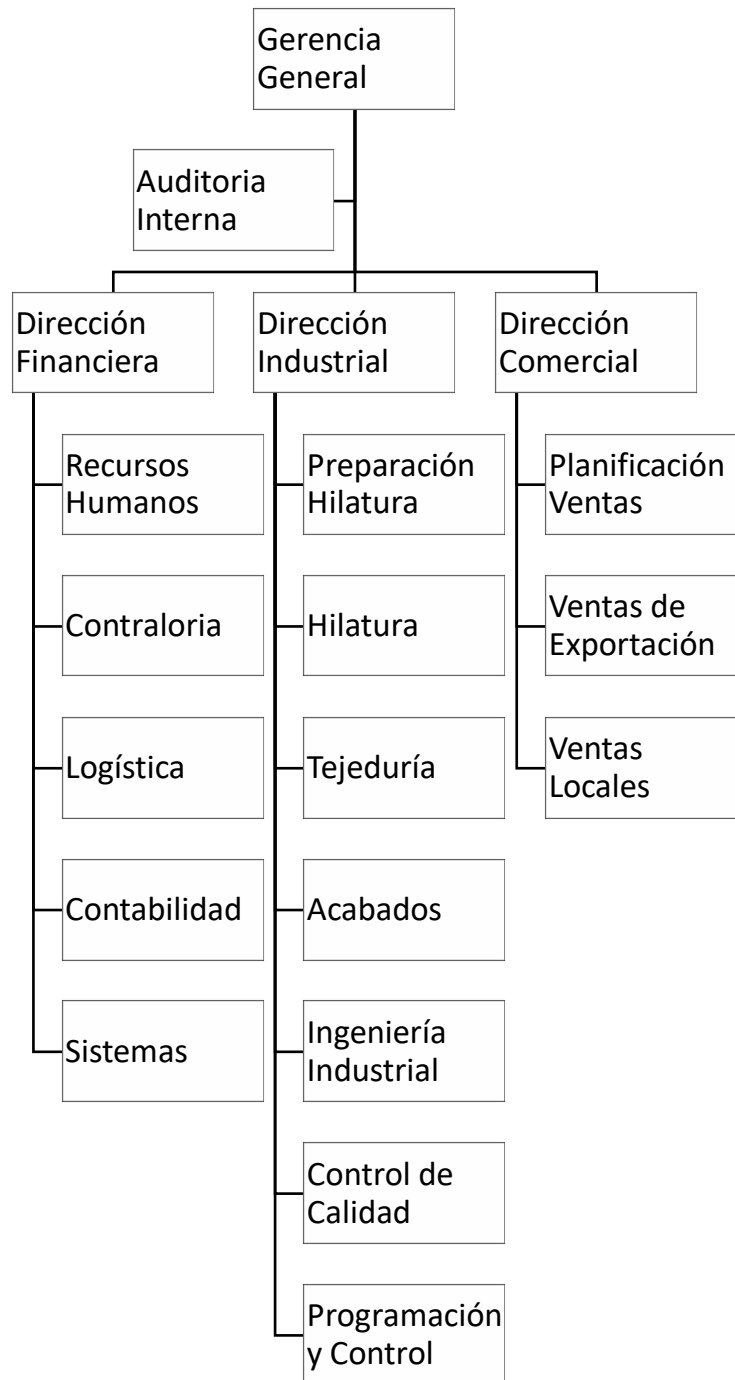 Gerencia
General
Auditoria
Interna
Dirección
Financiera
Recursos
Humanos
Contraloria
Logística
Contabilidad
Sistemas
Dirección
Industrial
Preparación
Hilatura
Hilatura
Tejeduría
Acabados
Ingeniería
Industrial
Control de
Calidad
Programación
y Control
Dirección
Comercial
Planificación
Ventas
Ventas de
Exportación
Ventas
Locales